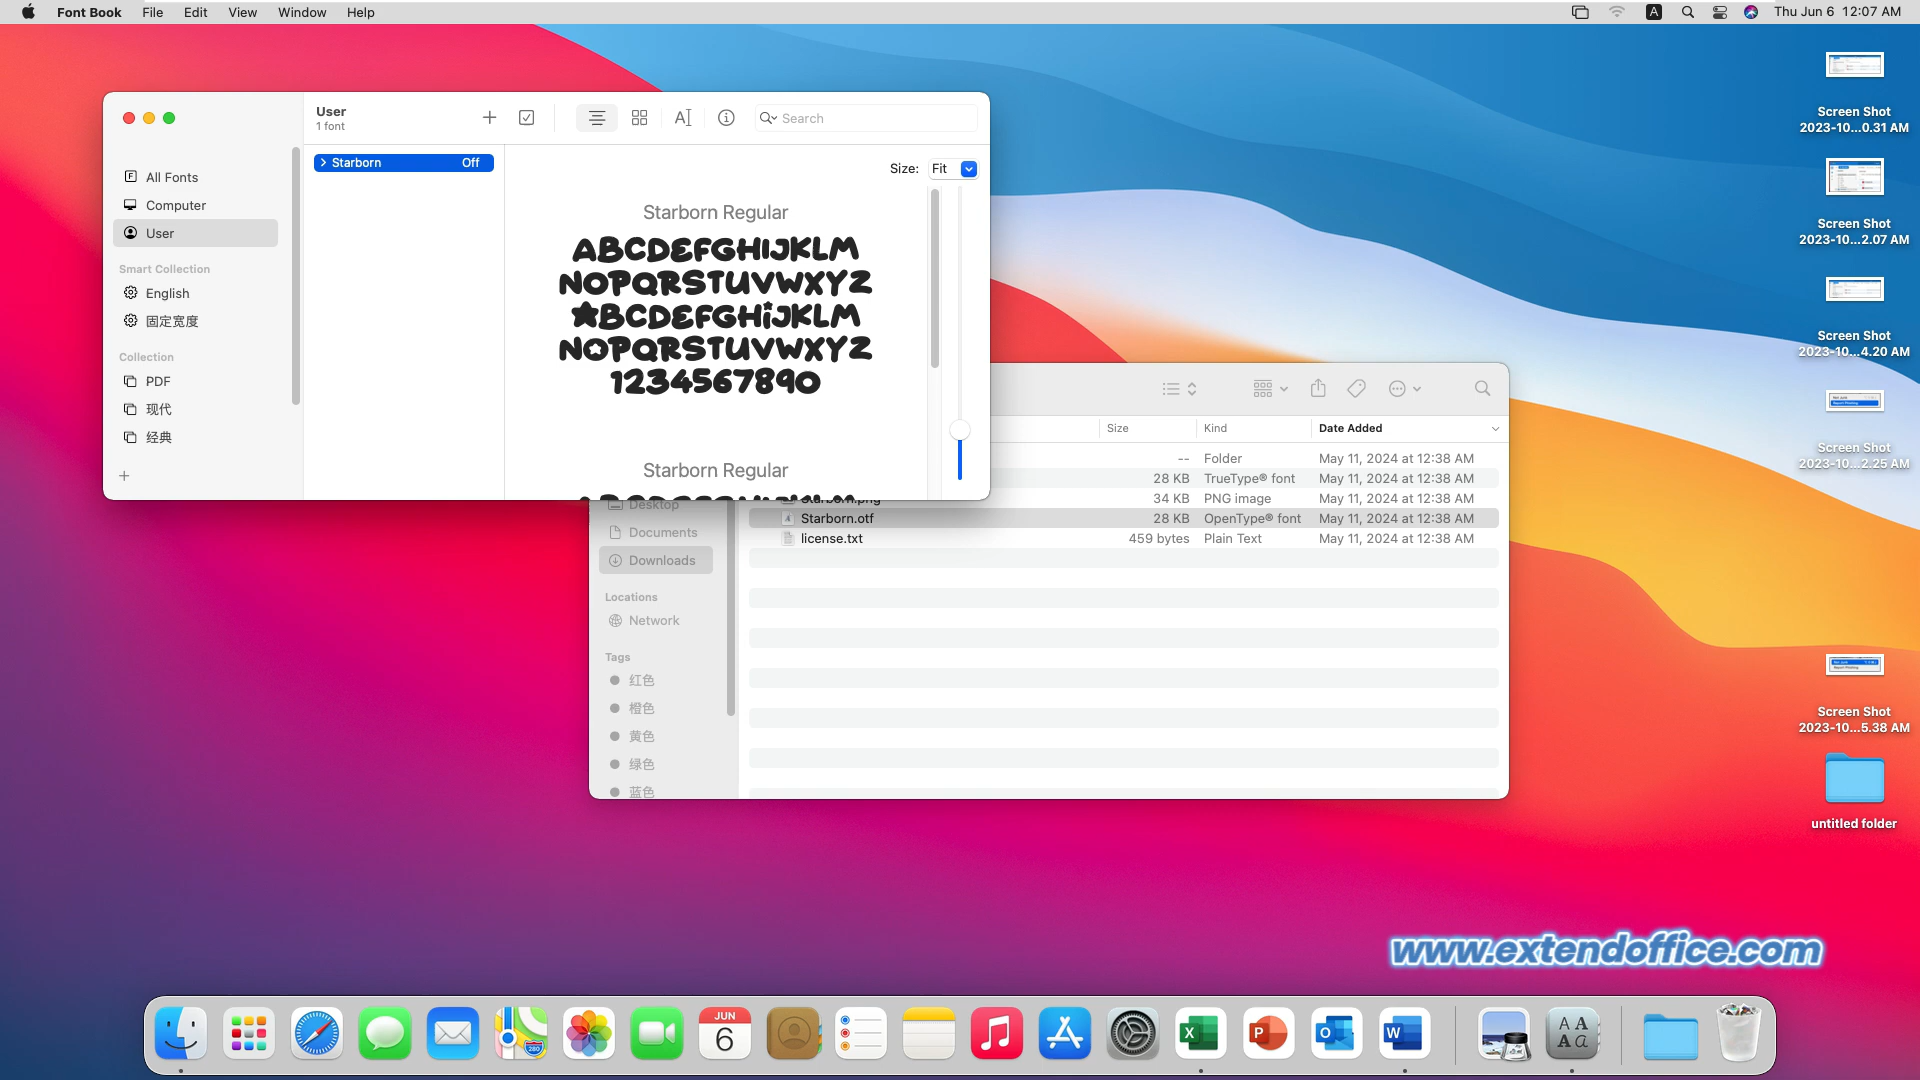 Font Book File Edit View Window Help
A Thu Jun 6 12:07 AM
User
1 font
Search
All Fonts
Computer
User
Smart Collection
English
固定宽度
Collection
PDF
现代
经典
Starborn Off
Size: Fit
Starborn Regular
ABCDEFGHIJKLM
NOPQRSTUVWXYZ
ABCDEFGHiJKLM
NOPQRSTUVWXYZ
1234567890
Starborn Regular
Size Kind Date Added
-- Folder May 11, 2024 at 12:38 AM
28 KB TrueType® font May 11, 2024 at 12:38 AM
Starborn.png 34 KB PNG image May 11, 2024 at 12:38 AM
Starborn.otf 28 KB OpenType® font May 11, 2024 at 12:38 AM
license.txt 459 bytes Plain Text May 11, 2024 at 12:38 AM
Desktop
Documents
Downloads
Locations
Network
Tags
红色
橙色
黄色
绿色
蓝色
Screen Shot
2023-10...0.31 AM
Screen Shot
2023-10...2.07 AM
Screen Shot
2023-10...4.20 AM
Screen Shot
2023-10...2.25 AM
Screen Shot
2023-10...5.38 AM
untitled folder
www.extendoffice.com
JUN
6
280
X
P
O
W
A A
A a